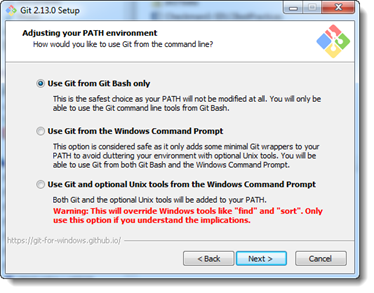 Git 2.13.0 Setup
Adjusting your PATH environment
How would you like to use Git from the command line?
Use Git from Git Bash only
This is the safest choice as your PATH will not be modified at all. You will only be
able to use the Git command line tools from Git Bash.
Use Git from the Windows Command Prompt
This option is considered safe as it only adds some minimal Git wrappers to your
PATH to avoid cluttering your environment with optional Unix tools. You will be
able to use Git from both Git Bash and the Windows Command Prompt.
Use Git and optional Unix tools from the Windows Command Prompt
Both Git and the optional Unix tools will be added to your PATH.
Warning: This will override Windows tools like "find" and "sort". Only
use this option if you understand the implications.
https://git-for-windows.github.io/
< Back
Next >
Cancel